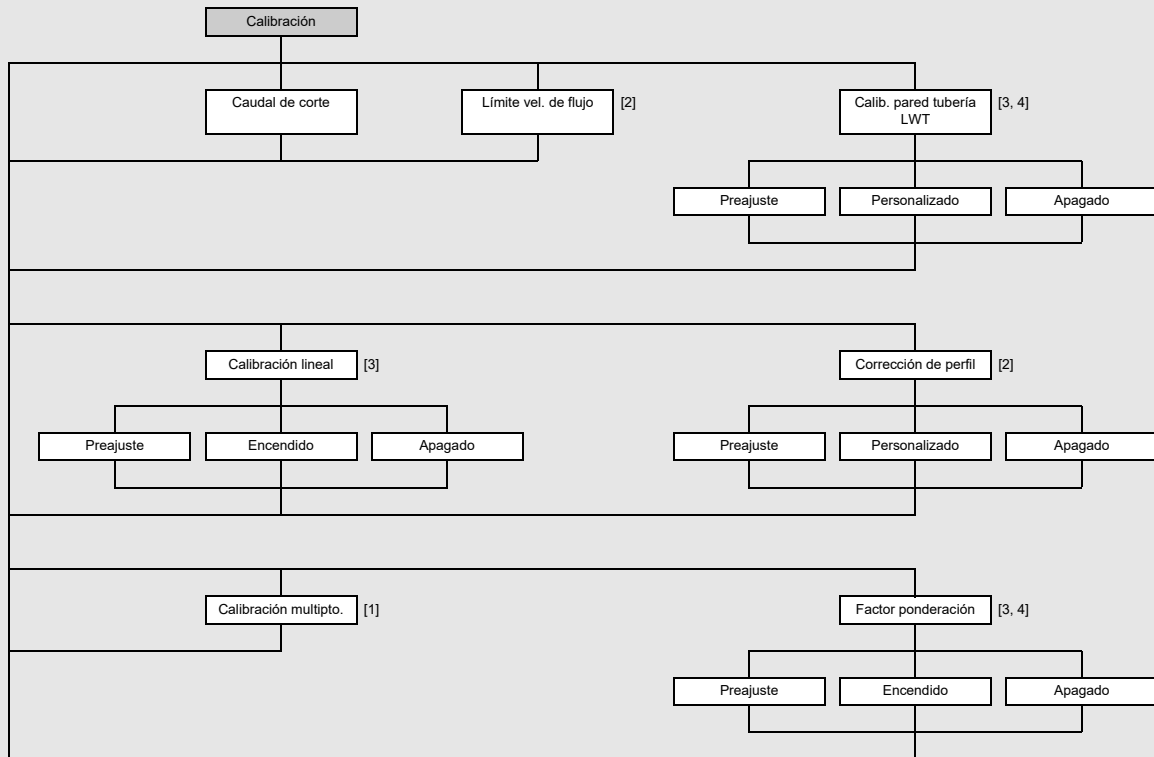 Calibración
Caudal de corte
Límite vel. de flujo
[2]
Calib. pared tubería
LWT
[3, 4]
Preajuste
Personalizado
Apagado
Calibración lineal
[3]
Corrección de perfil
[2]
Preajuste
Encendido
Apagado
Preajuste
Personalizado
Apagado
Calibración multipto.
[1]
Factor ponderación
[3, 4]
Preajuste
Encendido
Apagado